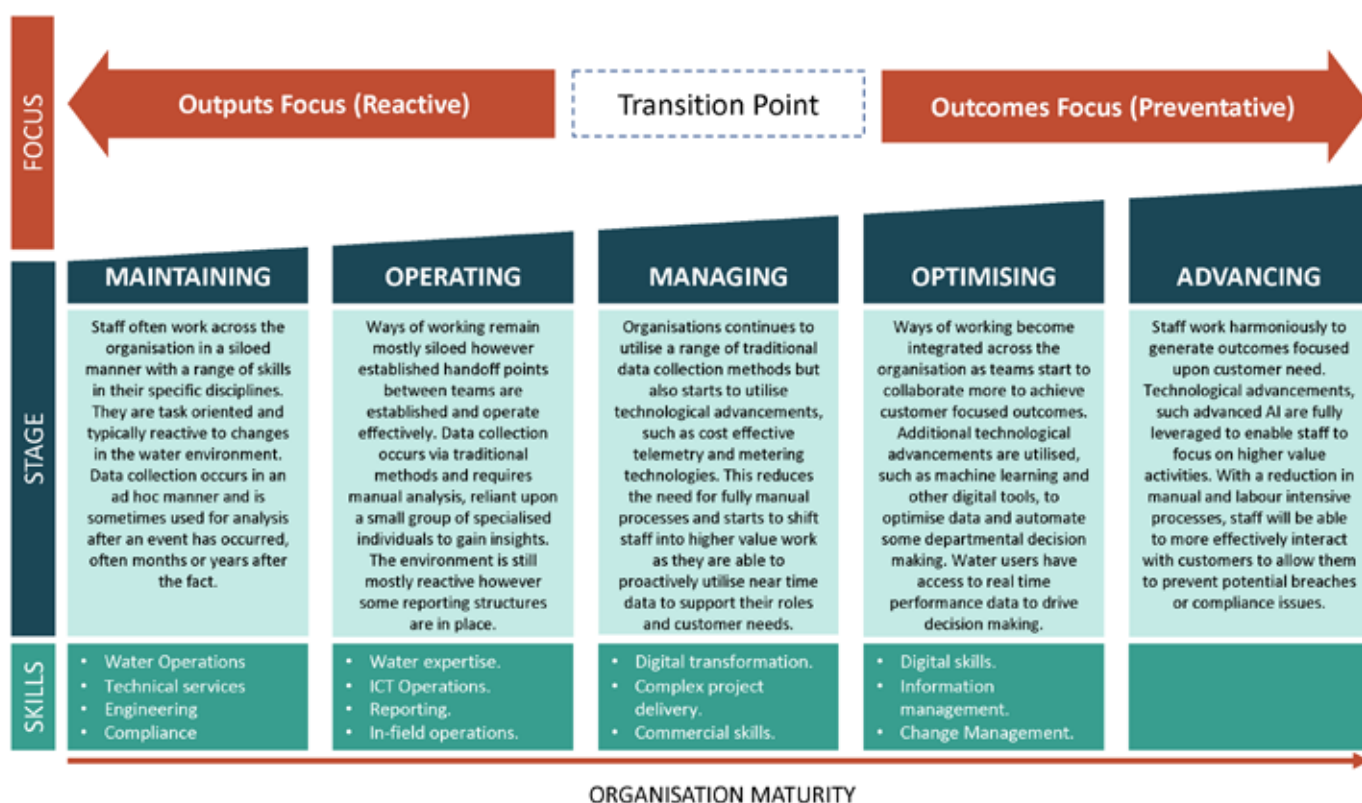 FOCUS
Outputs Focus (Reactive)
Transition Point
Outcomes Focus (Preventative)
STAGE
MAINTAINING
Staff often work across the
organisation in a siloed
manner with a range of skills
in their specific disciplines.
They are task oriented and
typically reactive to changes
in the water environment.
Data collection occurs in an
ad hoc manner and is
sometimes used for analysis
after an event has occurred,
often months or years after
the fact.
OPERATING
Ways of working remain
mostly siloed however
established handoff points
between teams are
established and operate
effectively. Data collection
occurs via traditional
methods and requires
manual analysis, reliant upon
a small group of specialised
individuals to gain insights.
The environment is still
mostly reactive however
some reporting structures
are in place.
MANAGING
Organisations continues to
utilise a range of traditional
data collection methods but
also starts to utilise
technological advancements,
such as cost effective
telemetry and metering
technologies. This reduces
the need for fully manual
processes and starts to shift
staff into higher value work
as they are able to
proactively utilise near time
data to support their roles
and customer needs.
OPTIMISING
Ways of working become
integrated across the
organisation as teams start to
collaborate more to achieve
customer focused outcomes.
Additional technological
advancements are utilised,
such as machine learning and
other digital tools, to
optimise data and automate
some departmental decision
making. Water users have
access to real time
performance data to drive
decision making.
ADVANCING
Staff work harmoniously to
generate outcomes focused
upon customer need.
Technological advancements,
such advanced AI are fully
leveraged to enable staff to
focus on higher value
activities. With a reduction in
manual and labour intensive
processes, staff will be able
to more effectively interact
with customers to allow them
to prevent potential breaches
or compliance issues.
SKILLS
• Water Operations
• Technical services
• Engineering
• Compliance
• Water expertise.
• ICT Operations.
• Reporting.
• In-field operations.
• Digital transformation.
• Complex project
delivery.
• Commercial skills.
• Digital skills.
• Information
management.
• Change Management.
ORGANISATION MATURITY